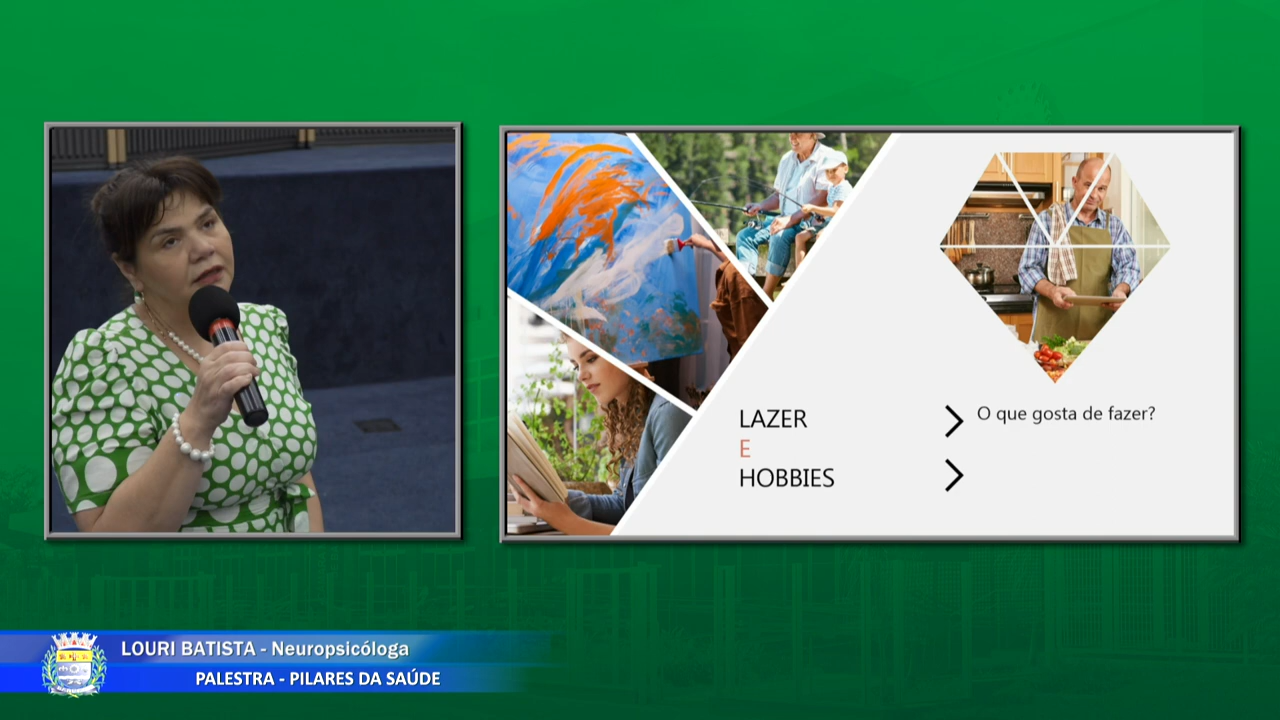 LAZER
E
HOBBIES
O que gosta de fazer?
LOURI BATISTA - Neuropsicóloga
PALESTRA - PILARES DA SAÚDE